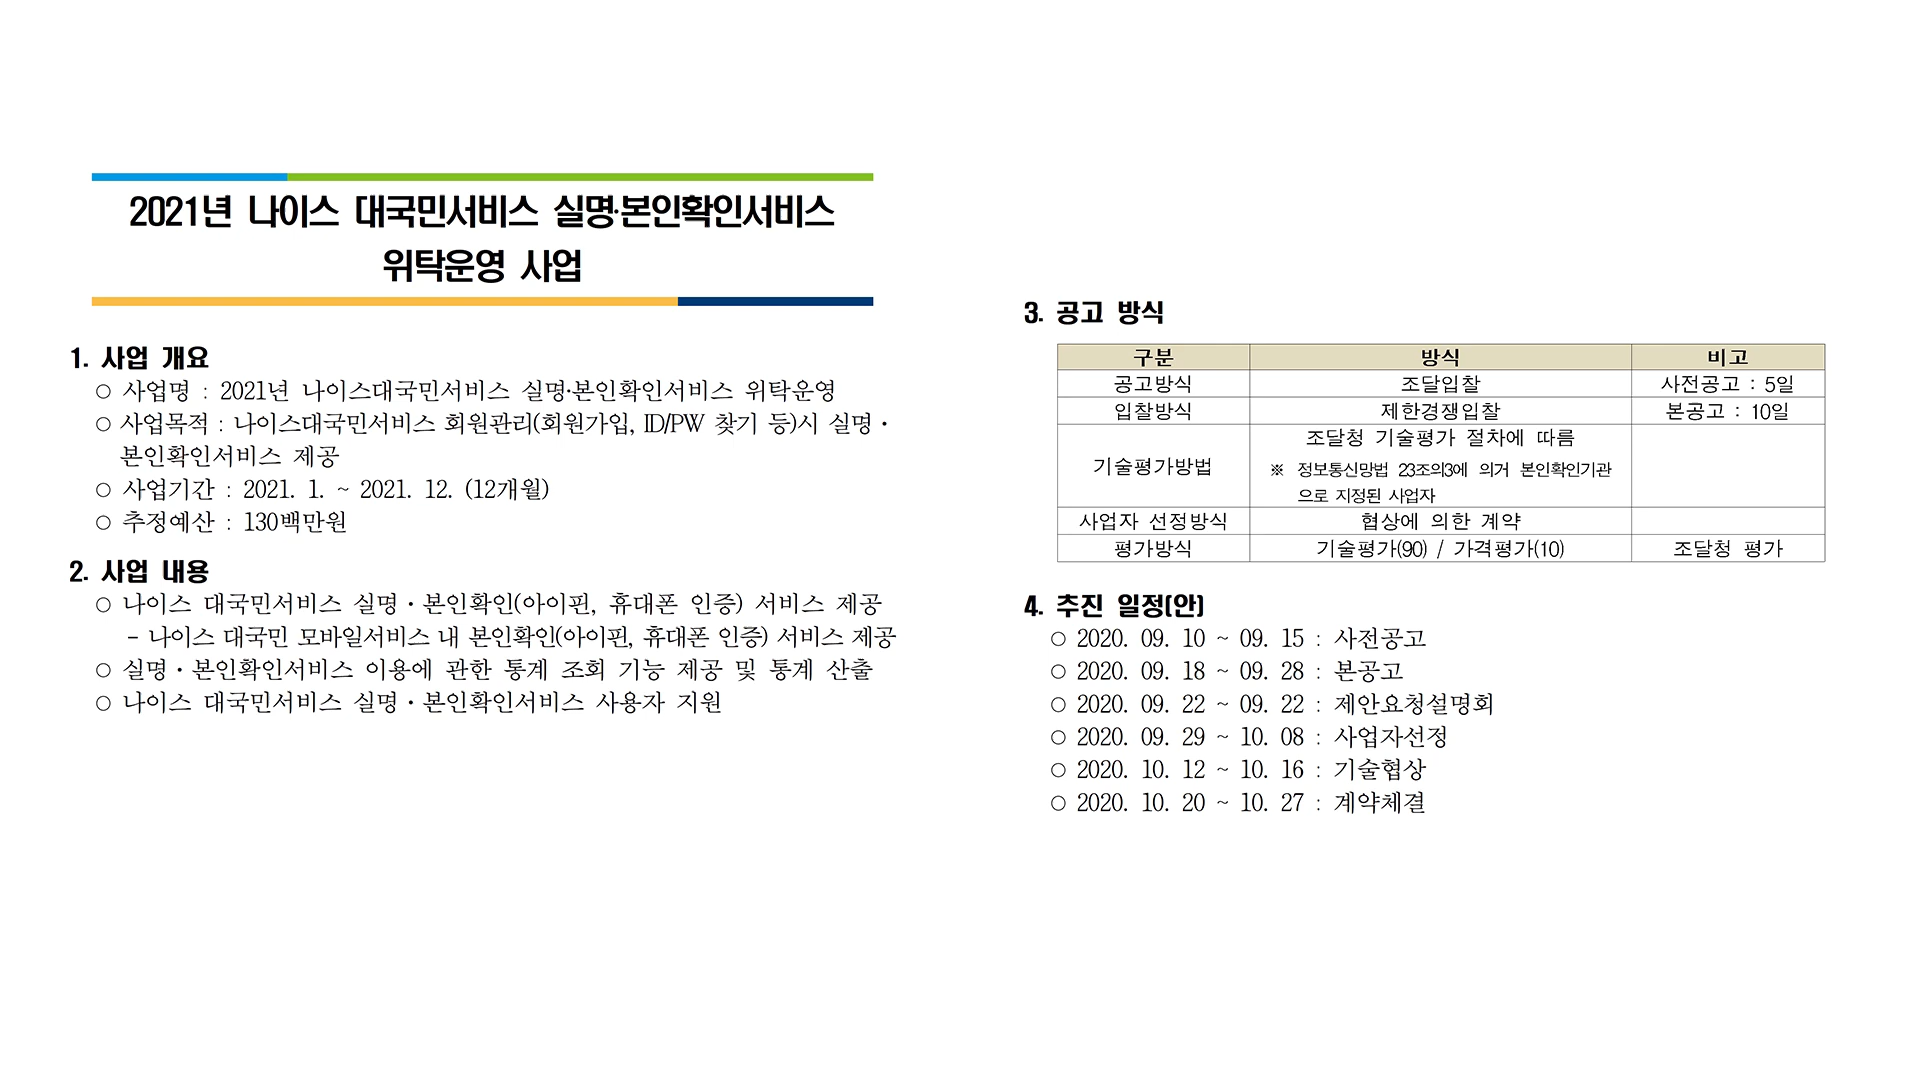 2021년 나이스 대국민서비스 실명·본인확인서비스
위탁운영 사업
1. 사업 개요
○ 사업명 : 2021년 나이스대국민서비스 실명·본인확인서비스 위탁운영
○ 사업목적 : 나이스대국민서비스 회원관리(회원가입, ID/PW 찾기 등)시 실명·
본인확인서비스 제공
○ 사업기간 : 2021. 1. ~ 2021. 12. (12개월)
○ 추정예산 : 130백만원
2. 사업 내용
○ 나이스 대국민서비스 실명·본인확인(아이핀, 휴대폰 인증) 서비스 제공
- 나이스 대국민 모바일서비스 내 본인확인(아이핀, 휴대폰 인증) 서비스 제공
○ 실명·본인확인서비스 이용에 관한 통계 조회 기능 제공 및 통계 산출
○ 나이스 대국민서비스 실명·본인확인서비스 사용자 지원
3. 공고 방식
구분 방식 비고
공고방식 조달입찰 사전공고 : 5일
입찰방식 제한경쟁입찰 본공고 : 10일
기술평가방법 조달청 기술평가 절차에 따름
※ 정보통신망법 23조의3에 의거 본인확인기관
으로 지정된 사업자
사업자 선정방식 협상에 의한 계약
평가방식 기술평가(90) / 가격평가(10) 조달청 평가
4. 추진 일정(안)
○ 2020. 09. 10 ~ 09. 15 : 사전공고
○ 2020. 09. 18 ~ 09. 28 : 본공고
○ 2020. 09. 22 ~ 09. 22 : 제안요청설명회
○ 2020. 09. 29 ~ 10. 08 : 사업자선정
○ 2020. 10. 12 ~ 10. 16 : 기술협상
○ 2020. 10. 20 ~ 10. 27 : 계약체결